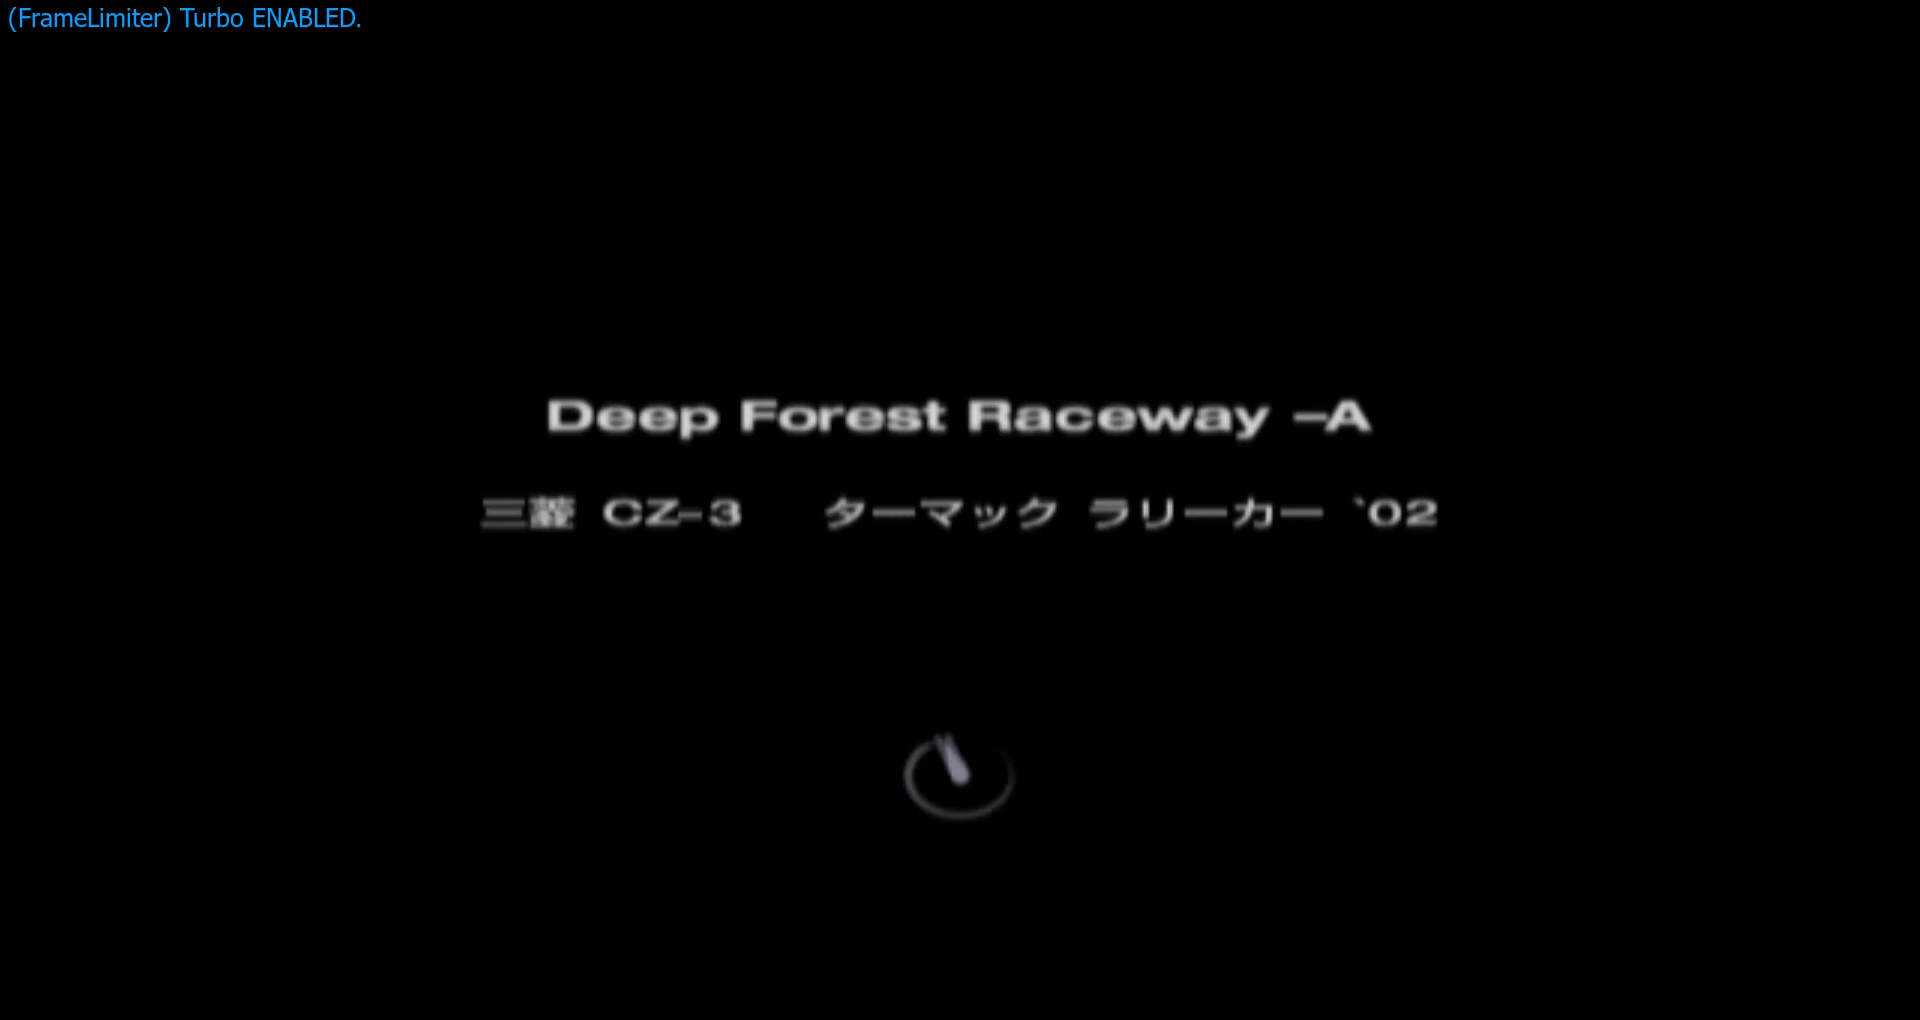 (FrameLimiter) Turbo ENABLED.
Deep Forest Raceway -A
三菱 CZ-3　ターマック ラリーカー `02